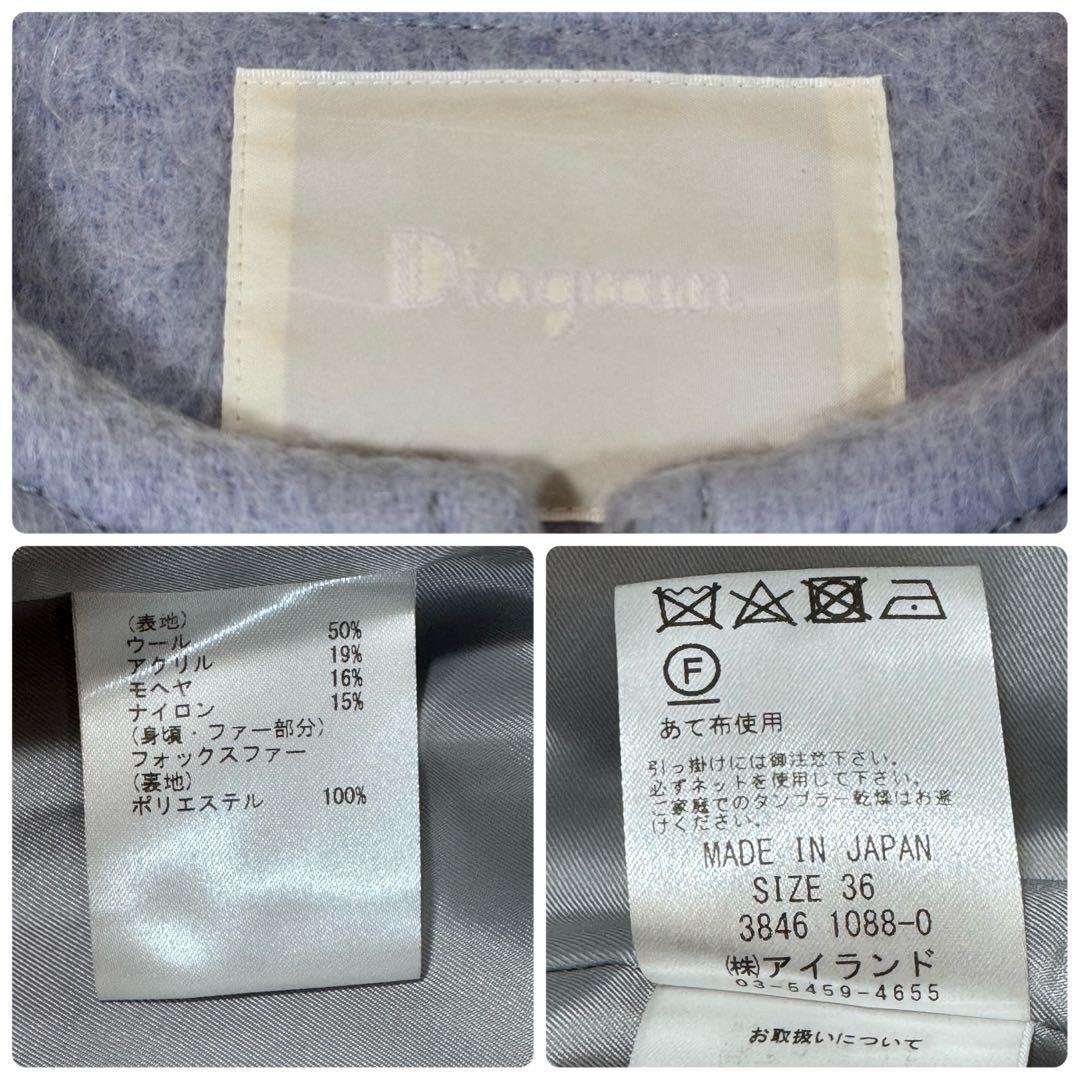 Diagram
(表地)
ウール 50%
アクリル 19%
モヘヤ 16%
ナイロン 15%
(身頃・ファー部分)
フォックスファー
(裏地)
ポリエステル 100%
F
あて布使用
引っ掛けには御注意下さい。
必ずネットを使用して下さい。
ご家庭でのタンブラー乾燥はお避
けください。
MADE IN JAPAN
SIZE 36
3846 1088-0
(株)アイランド
03-5459-4655
お取扱いについて